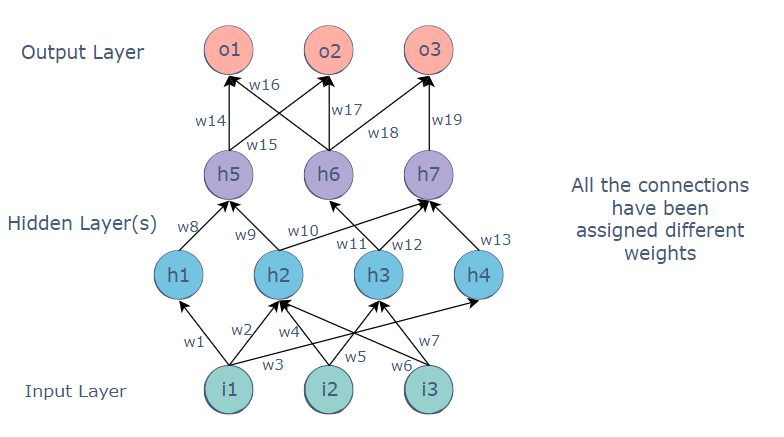 Output Layer
o1 o2 o3
w16
w14 w17
w15 w18 w19
h5 h6 h7
Hidden Layer(s)
w8 w9 w10 w11 w12 w13
h1 h2 h3 h4
w1 w2 w3 w4 w5 w6 w7
i1 i2 i3
Input Layer
All the connections
have been
assigned different
weights